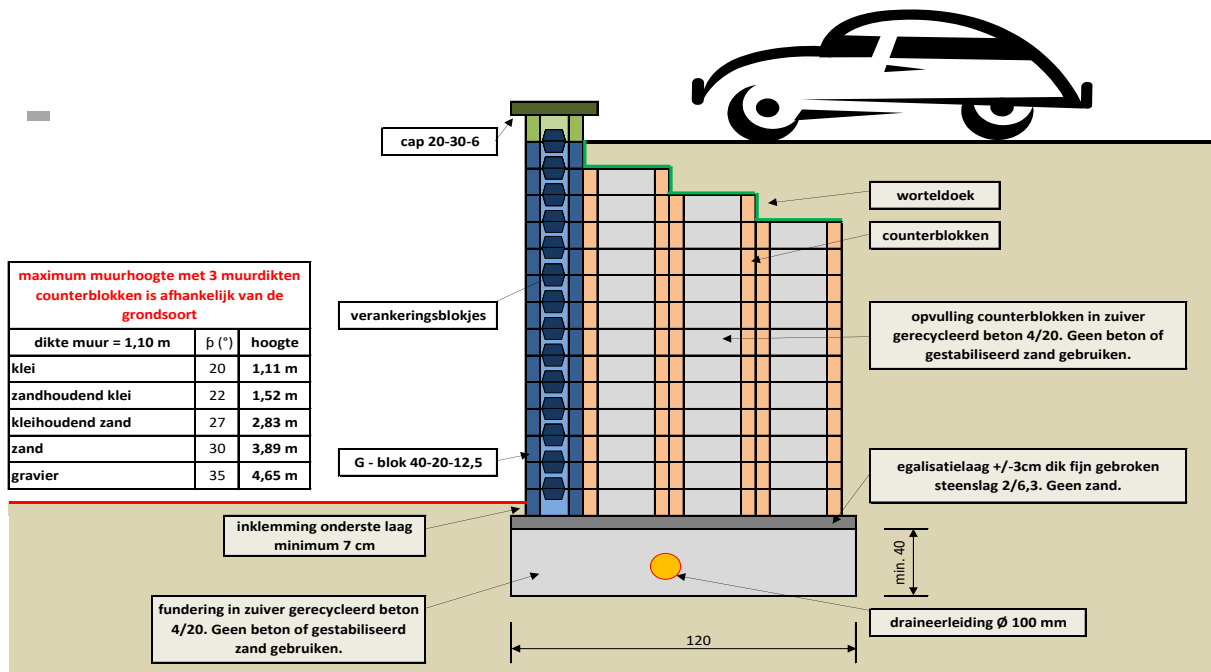 cap 20-30-6
worteldoek
counterblokken
maximum muurhoogte met 3 muurdikten
counterblokken is afhankelijk van de
grondsoort
dikte muur = 1,10 m ϸ (°) hoogte
klei 20 1,11 m
zandhoudend klei 22 1,52 m
kleihoudend zand 27 2,83 m
zand 30 3,89 m
gravier 35 4,65 m
verankeringsblokjes
opvulling counterblokken in zuiver
gerecycleerd beton 4/20. Geen beton of
gestabiliseerd zand gebruiken.
G - blok 40-20-12,5
egalisatielaag +/-3cm dik fijn gebroken
steenslag 2/6,3. Geen zand.
inklemming onderste laag
minimum 7 cm
min. 40
fundering in zuiver gerecycleerd beton
4/20. Geen beton of gestabiliseerd
zand gebruiken.
draineerleiding Ø 100 mm
120